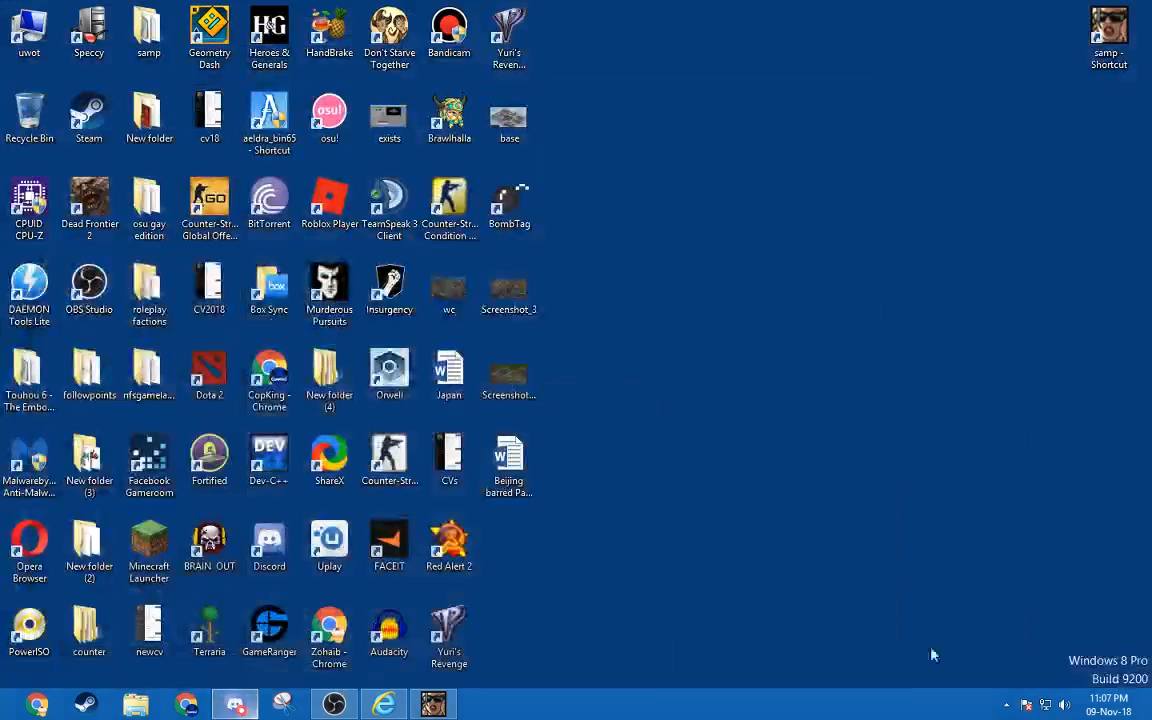 uwot
Speccy
samp
Geometry
Dash
H&G
Heroes &
Generals
HandBrake
Don't Starve
Together
Bandicam
Yuri's
Reven...
samp -
Shortcut
Recycle Bin
Steam
New folder
cv18
aeldra_bin65
- Shortcut
osu!
osu!
exists
Brawlhalla
base
CPUID
CPU-Z
Dead Frontier
2
osu gay
edition
GO
Counter-Str...
Global Offe...
BitTorrent
Roblox Player
TeamSpeak 3
Client
Counter-Str...
Condition ...
BombTag
DAEMON
Tools Lite
OBS Studio
roleplay
factions
CV2018
box
Box Sync
Murderous
Pursuits
Insurgency
wc
Screenshot_3
Touhou 6 -
The Embo...
followpoints
nfsgamela...
Dota 2
CopKing -
Chrome
New folder
(4)
Orwell
Japan
Screenshot...
Malwareby...
Anti-Malw...
New folder
(3)
Facebook
Gameroom
Fortified
DEV
Dev-C++
ShareX
Counter-Str...
CVs
Beijing
barred Pa...
Opera
Browser
New folder
(2)
Minecraft
Launcher
BRAIN OUT
Discord
Uplay
FACEIT
Red Alert 2
PowerISO
counter
newcv
Terraria
GameRanger
Zohaib -
Chrome
Audacity
Yuri's
Revenge
Windows 8 Pro
Build 9200
11:07 PM
09-Nov-18